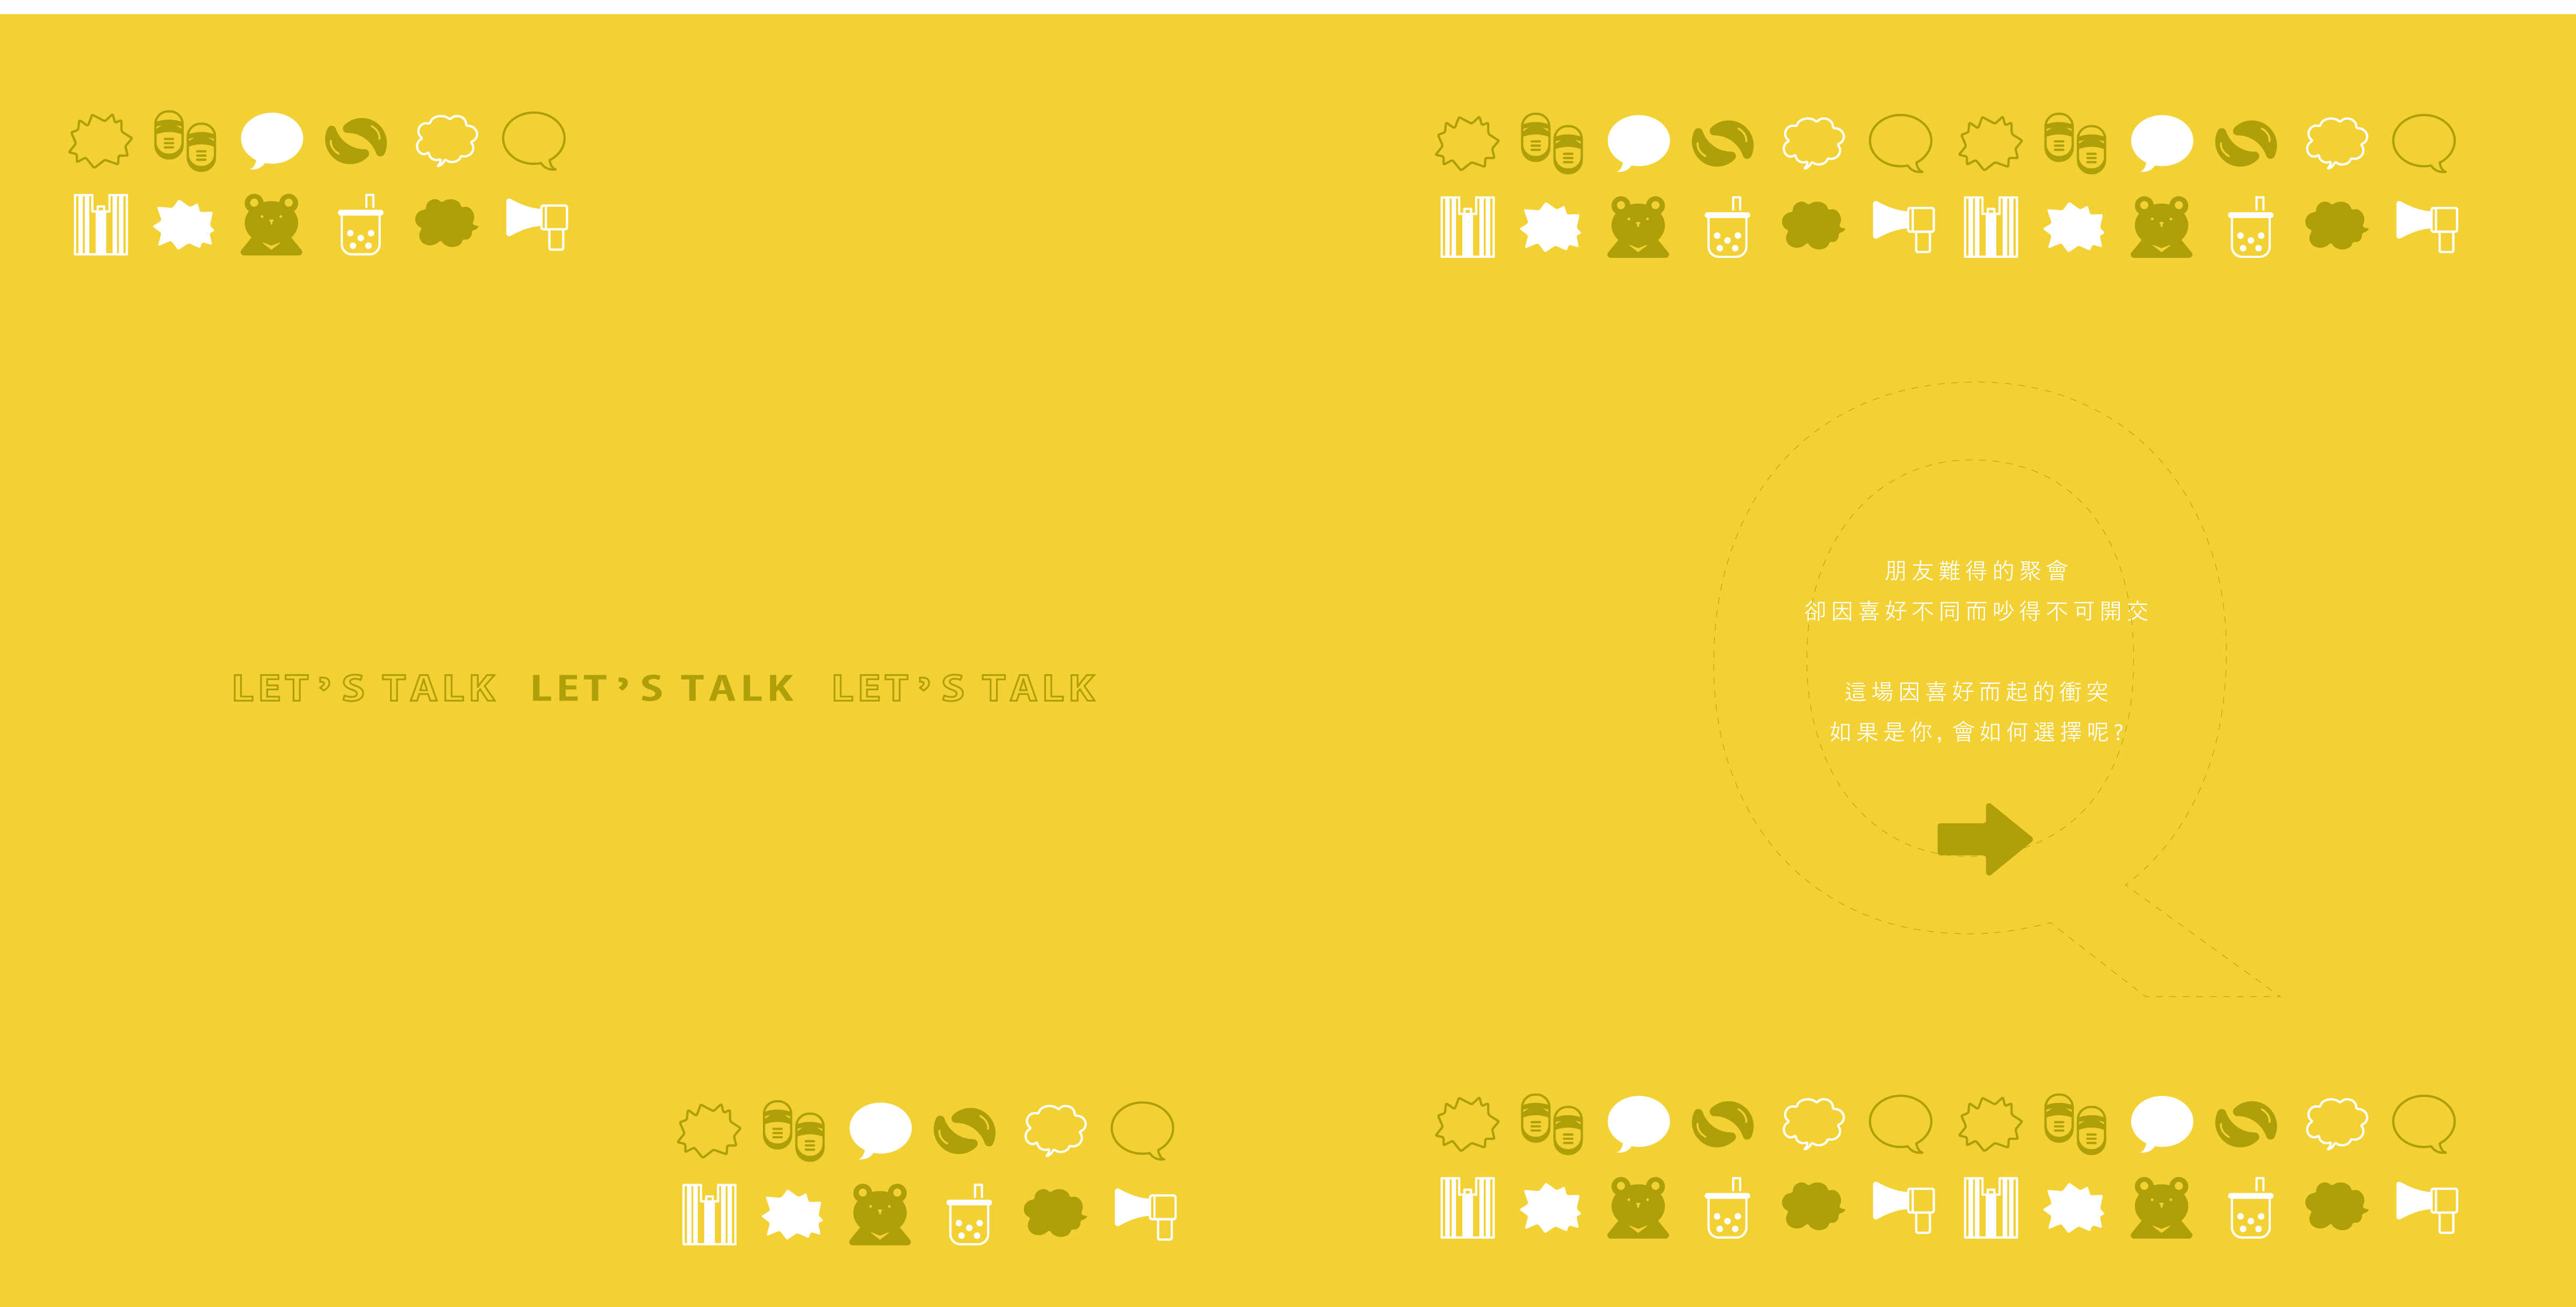 LET’S TALK LET’S TALK LET’S TALK
朋友難得的聚會
卻因喜好不同而吵得不可開交
這場因喜好而起的衝突
如果是你，會如何選擇呢？